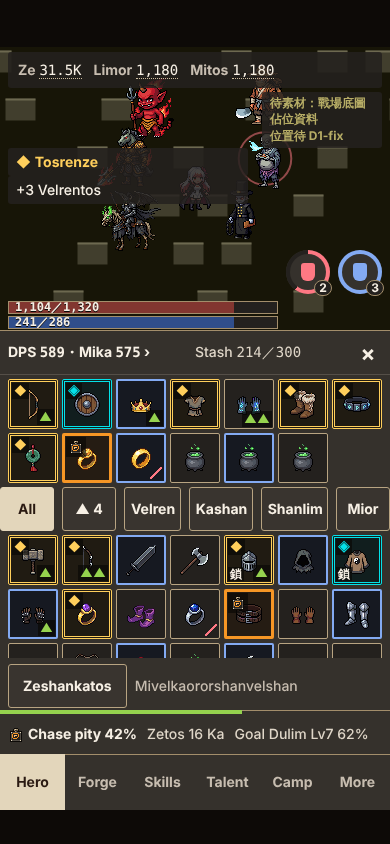 Ze 31.5K Limor 1,180 Mitos 1,180
待素材：戰場底圖
佔位資料
位置待 D1-fix
Tosrenze
+3 Velrentos
2
3
1,104／1,320
241／286
DPS 589 · Mika 575 ›
Stash 214／300
×
All
▲ 4
Velren
Kashan
Shanlim
Mior
鎖
鎖
Zeshankatos
Mivelkaororshanvelshan
Chase pity 42% Zetos 16 Ka Goal Dulim Lv7 62%
Hero
Forge
Skills
Talent
Camp
More